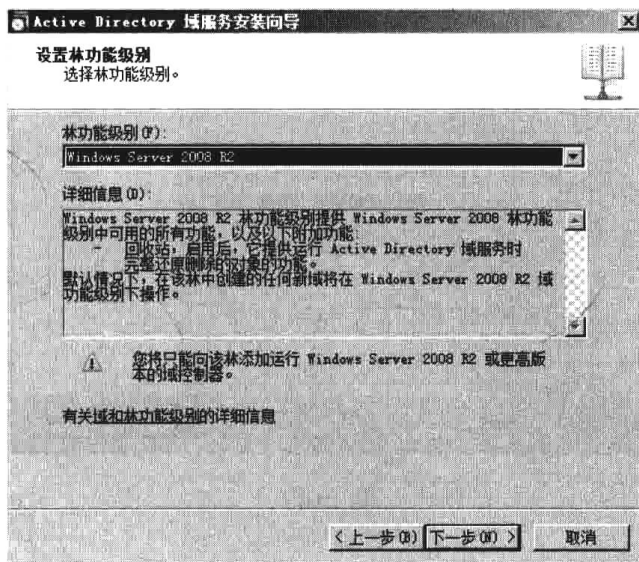 Active Directory 域服务安装向导
设置林功能级别
选择林功能级别。
林功能级别(F):
Windows Server 2008 R2
详细信息(D):
Windows Server 2008 R2 林功能级别提供 Windows Server 2008 林功
能级别中可用的所有功能，以及以下附加功能:
- 回收站，启用后，它提供运行 Active Directory 域服务时
完整还原删除的对象的功能。
默认情况下，在该林中创建的任何新域将在 Windows Server 2008 R2 域
功能级别下操作。
您将只能向该林添加运行 Windows Server 2008 R2 或更高版
本的域控制器。
有关域和林功能级别的详细信息
< 上一步(B)
下一步(N) >
取消